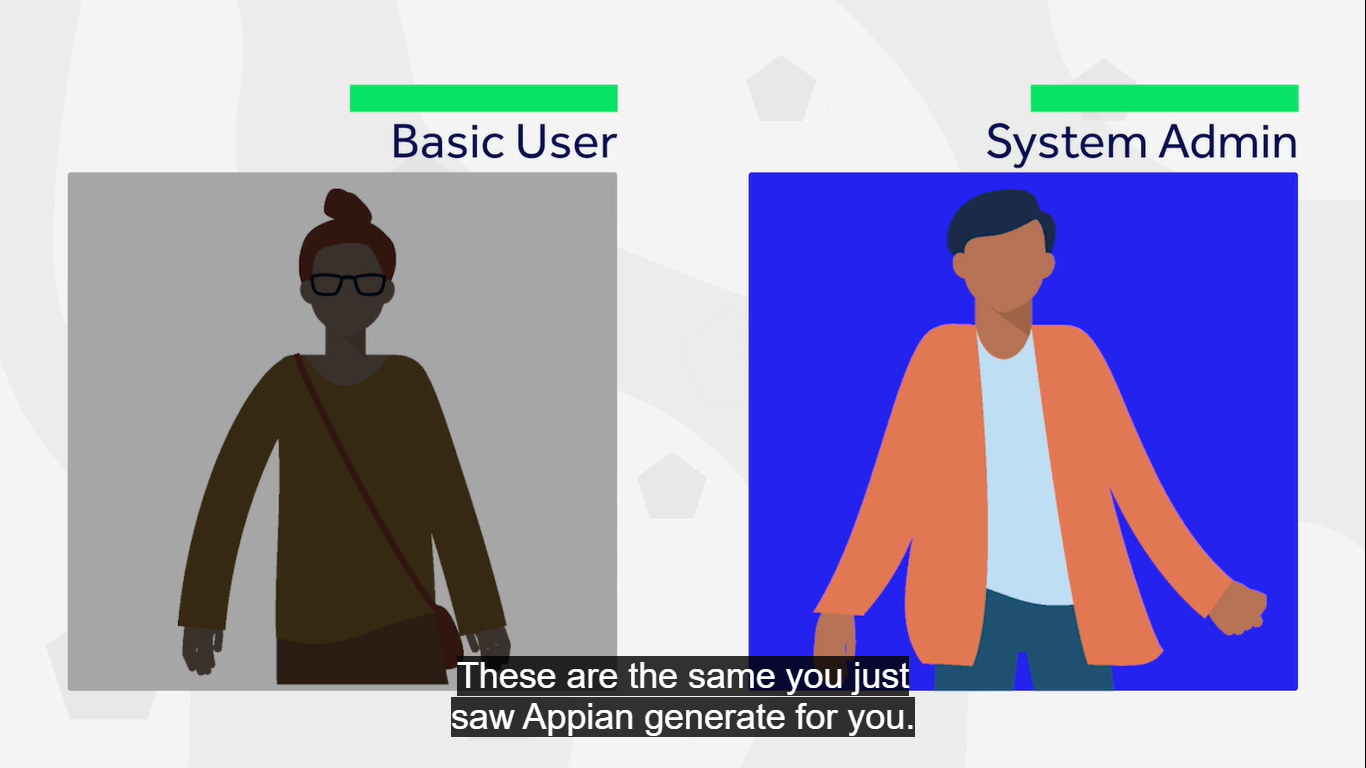 Basic User
System Admin
These are the same you just
saw Appian generate for you.